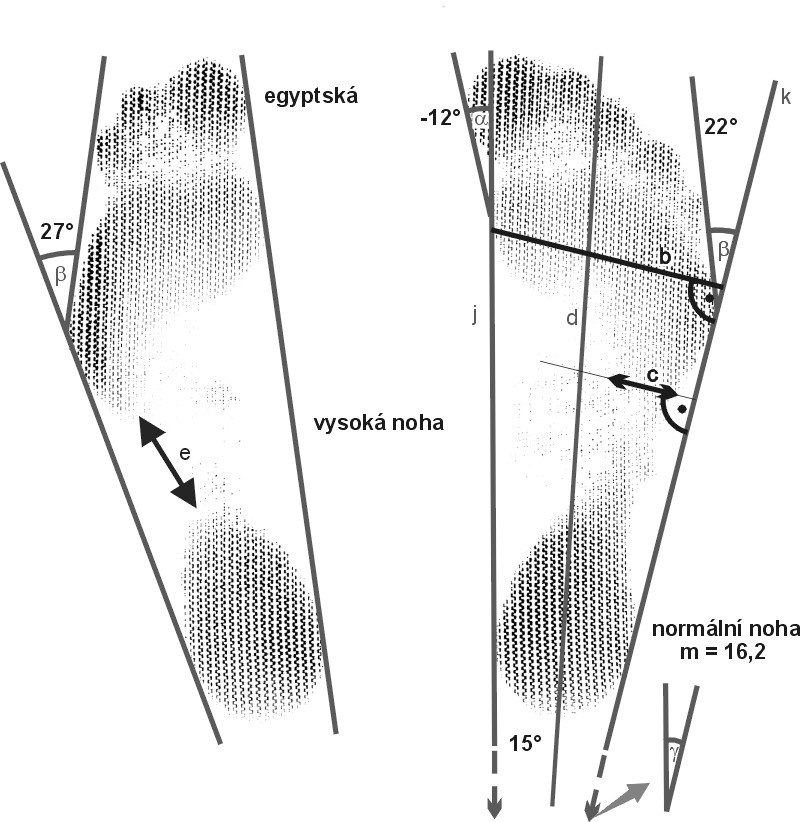 egyptská
-12°
α
22°
k
27°
β
β
b
j
d
c
vysoká noha
e
normální noha
m = 16,2
15°
γ